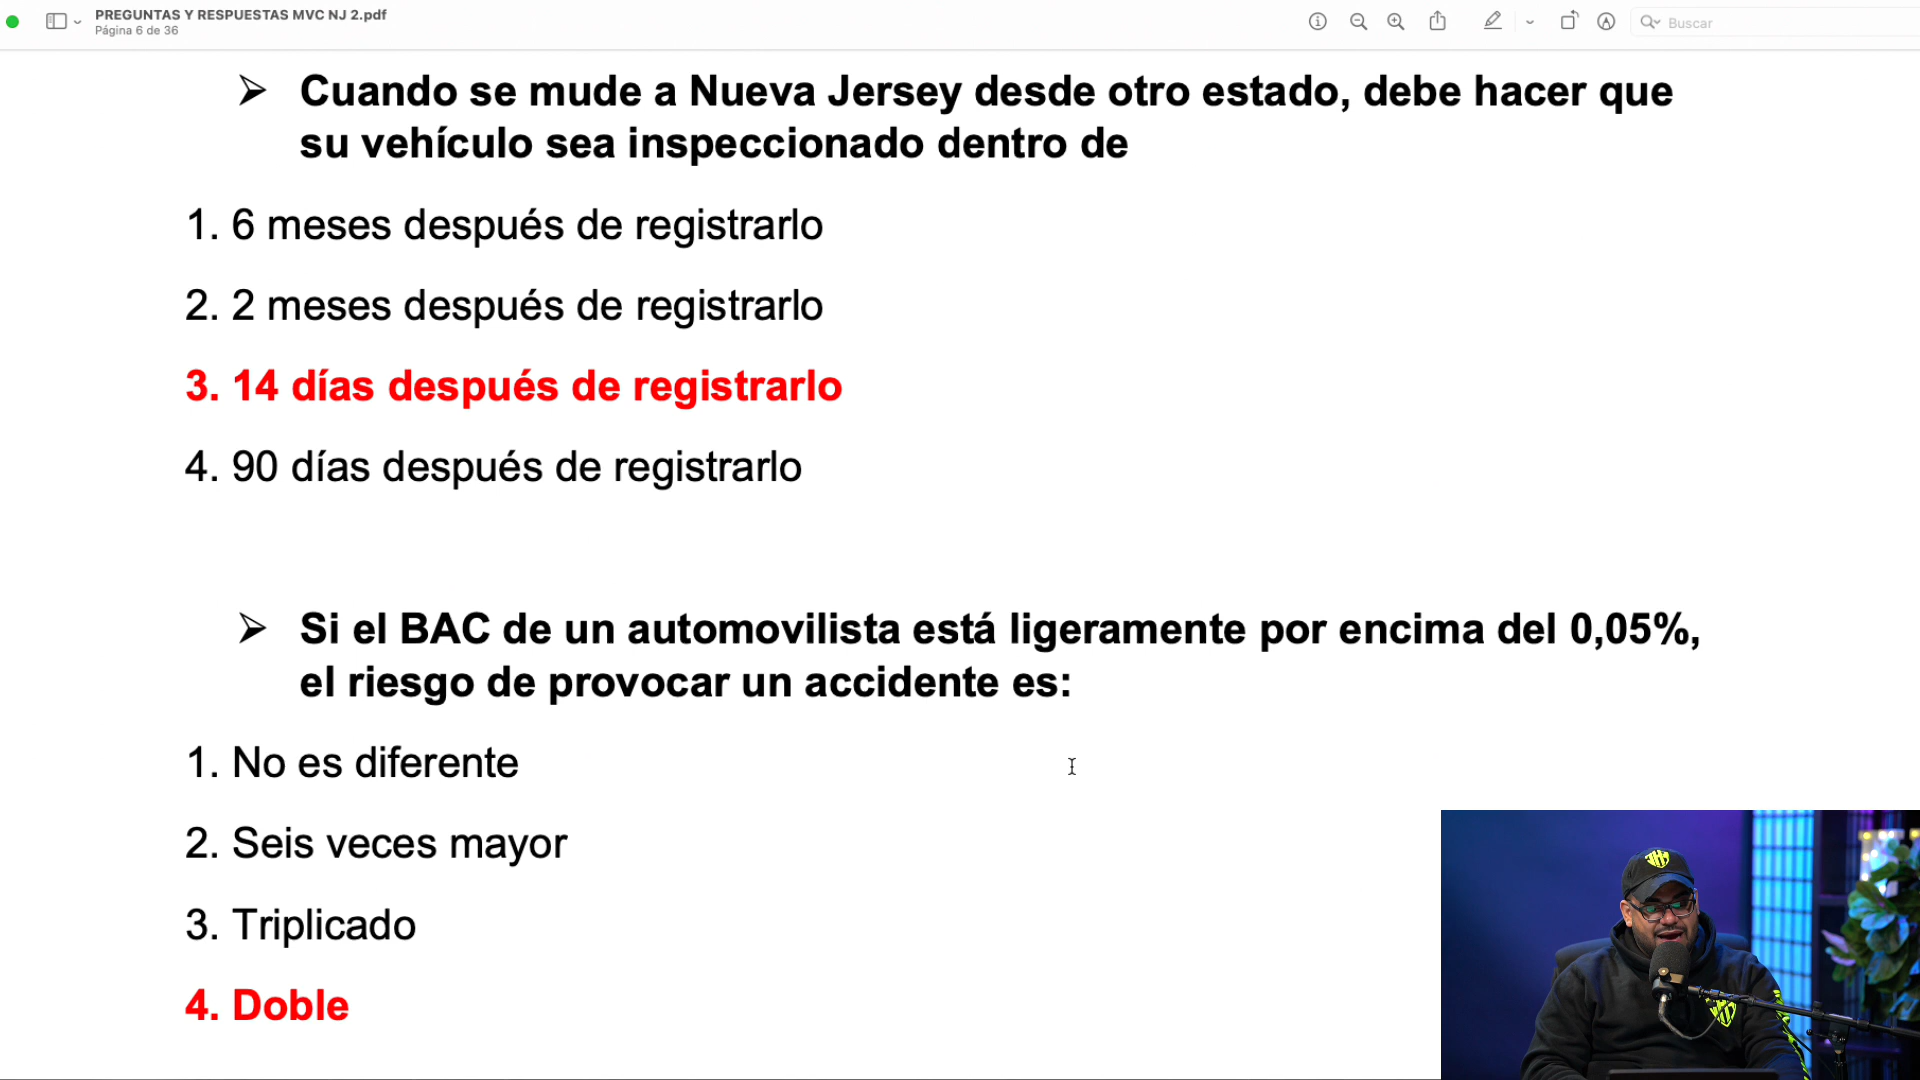 PREGUNTAS Y RESPUESTAS MVC NJ 2.pdf
Página 6 de 36
Buscar
➢ Cuando se mude a Nueva Jersey desde otro estado, debe hacer que
su vehículo sea inspeccionado dentro de
1. 6 meses después de registrarlo
2. 2 meses después de registrarlo
3. 14 días después de registrarlo
4. 90 días después de registrarlo
➢ Si el BAC de un automovilista está ligeramente por encima del 0,05%,
el riesgo de provocar un accidente es:
1. No es diferente
2. Seis veces mayor
3. Triplicado
4. Doble